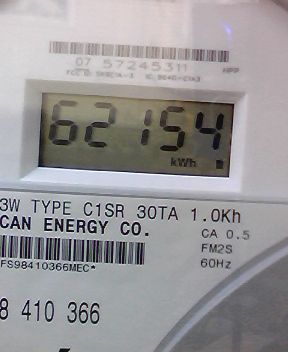 07 57245311
62154
kWh
3W TYPE C1SR 30TA 1.0Kh
CAN ENERGY CO.
CA 0.5
FM2S
60Hz
FS98410366MEC*
8 410 366